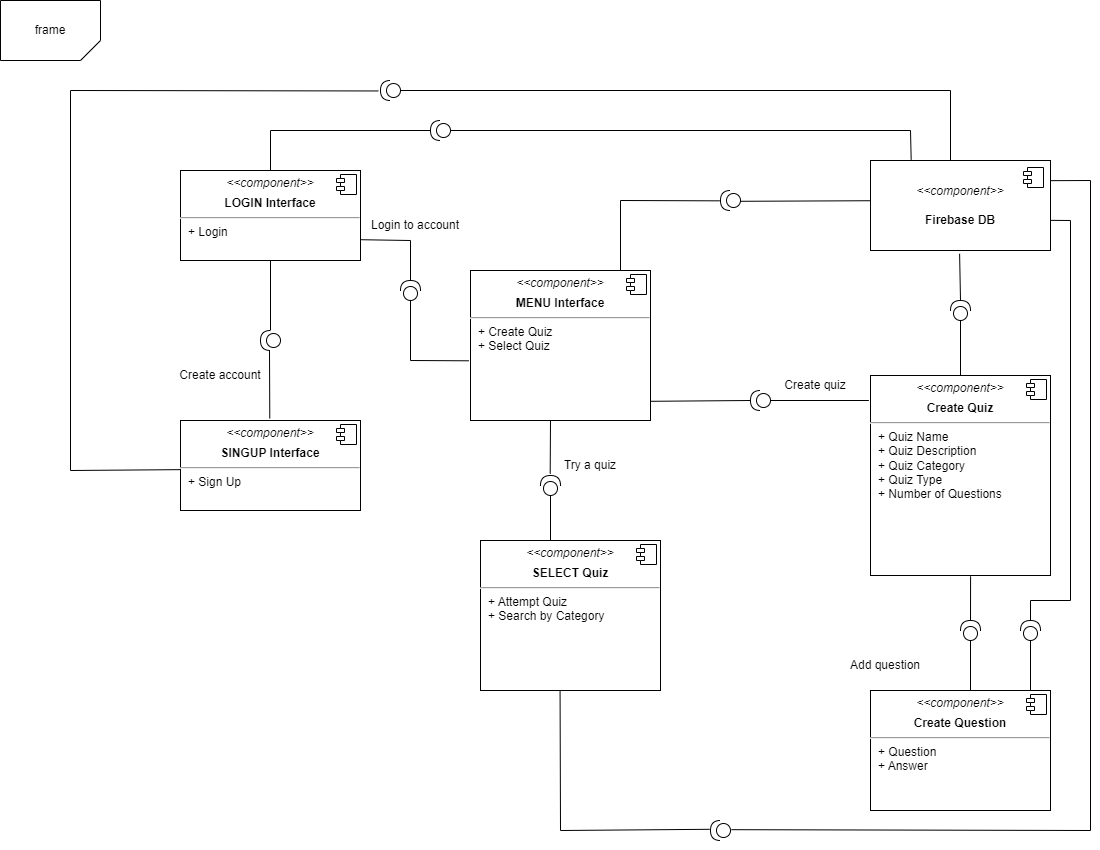 frame
<<component>>
LOGIN Interface
+ Login
Login to account
<<component>>
Firebase DB
<<component>>
MENU Interface
+ Create Quiz
+ Select Quiz
Create account
Create quiz
<<component>>
SINGUP Interface
+ Sign Up
<<component>>
Create Quiz
+ Quiz Name
+ Quiz Description
+ Quiz Category
+ Quiz Type
+ Number of Questions
Try a quiz
<<component>>
SELECT Quiz
+ Attempt Quiz
+ Search by Category
Add question
<<component>>
Create Question
+ Question
+ Answer